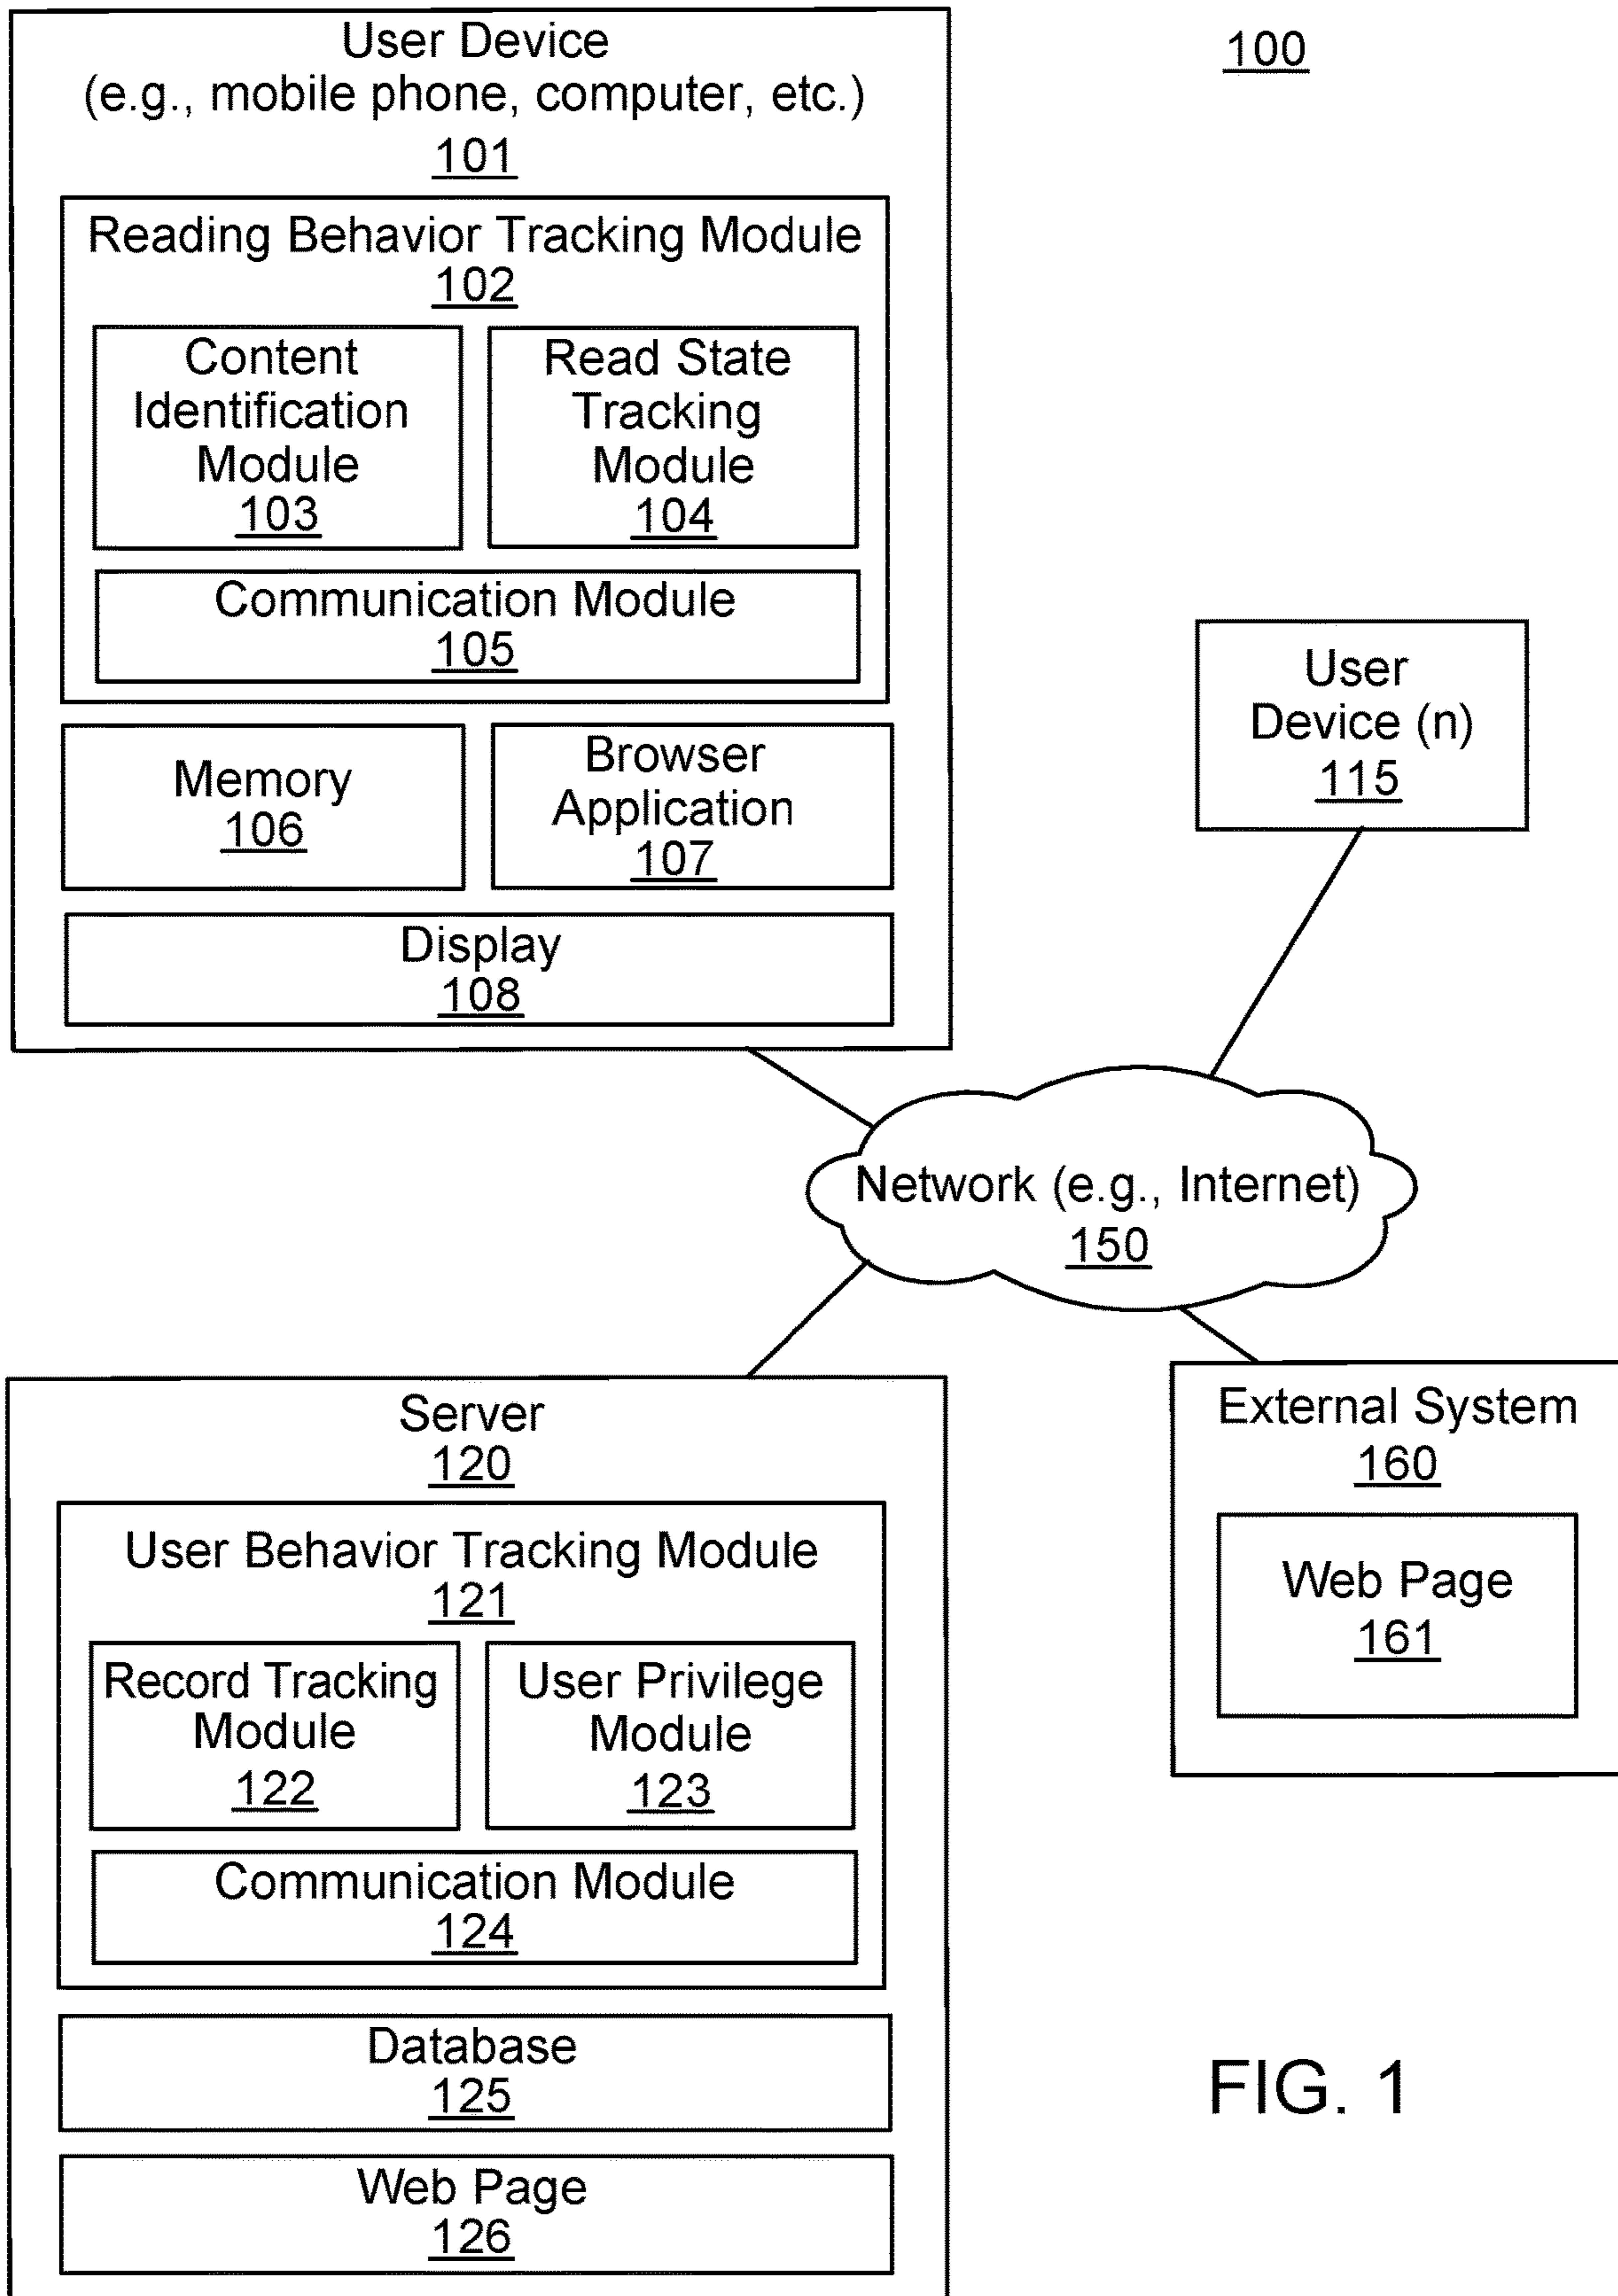 User Device
(e.g., mobile phone, computer, etc.)
101
100
Reading Behavior Tracking Module
102
Content
Identification
Module
103
Read State
Tracking
Module
104
Communication Module
105
Memory
106
Browser
Application
107
Display
108
User
Device (n)
115
Network (e.g., Internet)
150
Server
120
User Behavior Tracking Module
121
Record Tracking
Module
122
User Privilege
Module
123
Communication Module
124
Database
125
Web Page
126
External System
160
Web Page
161
FIG. 1